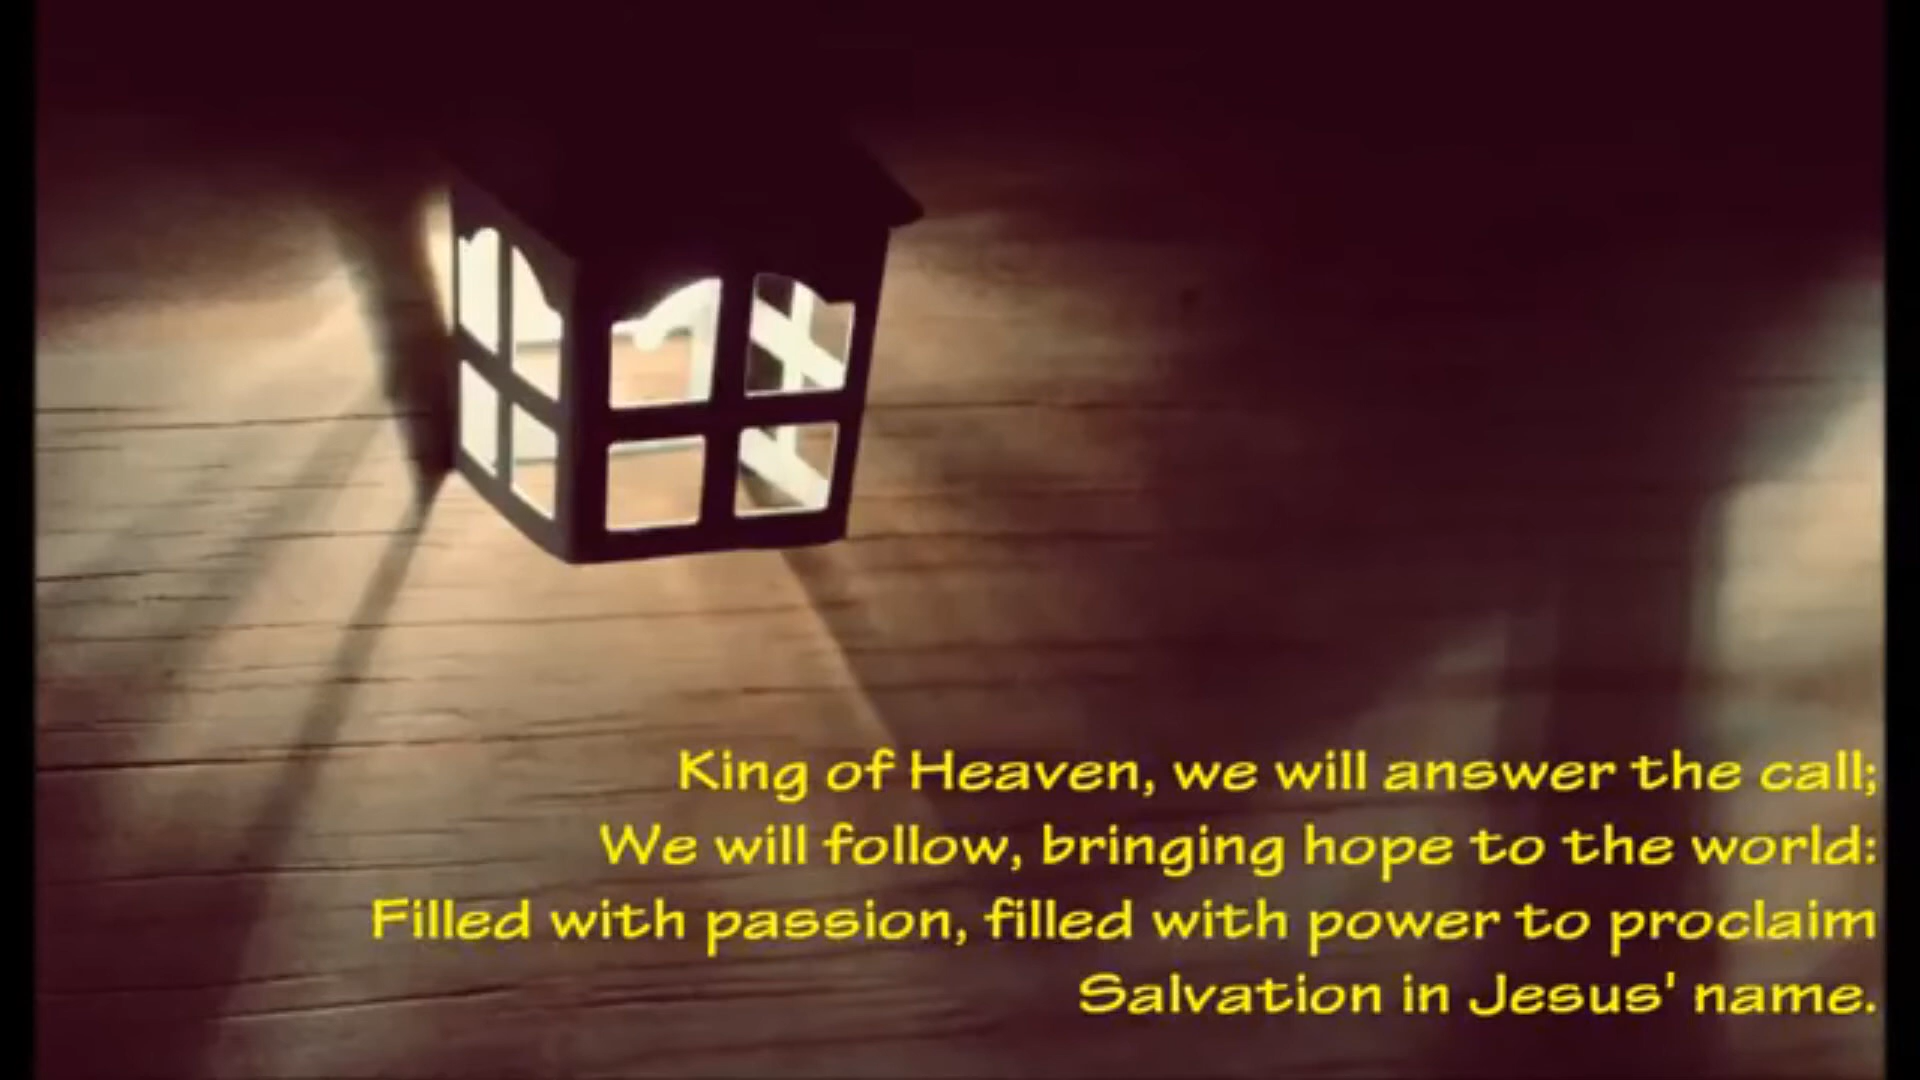 King of Heaven, we will answer the call;
We will follow, bringing hope to the world:
Filled with passion, filled with power to proclaim
Salvation in Jesus' name.